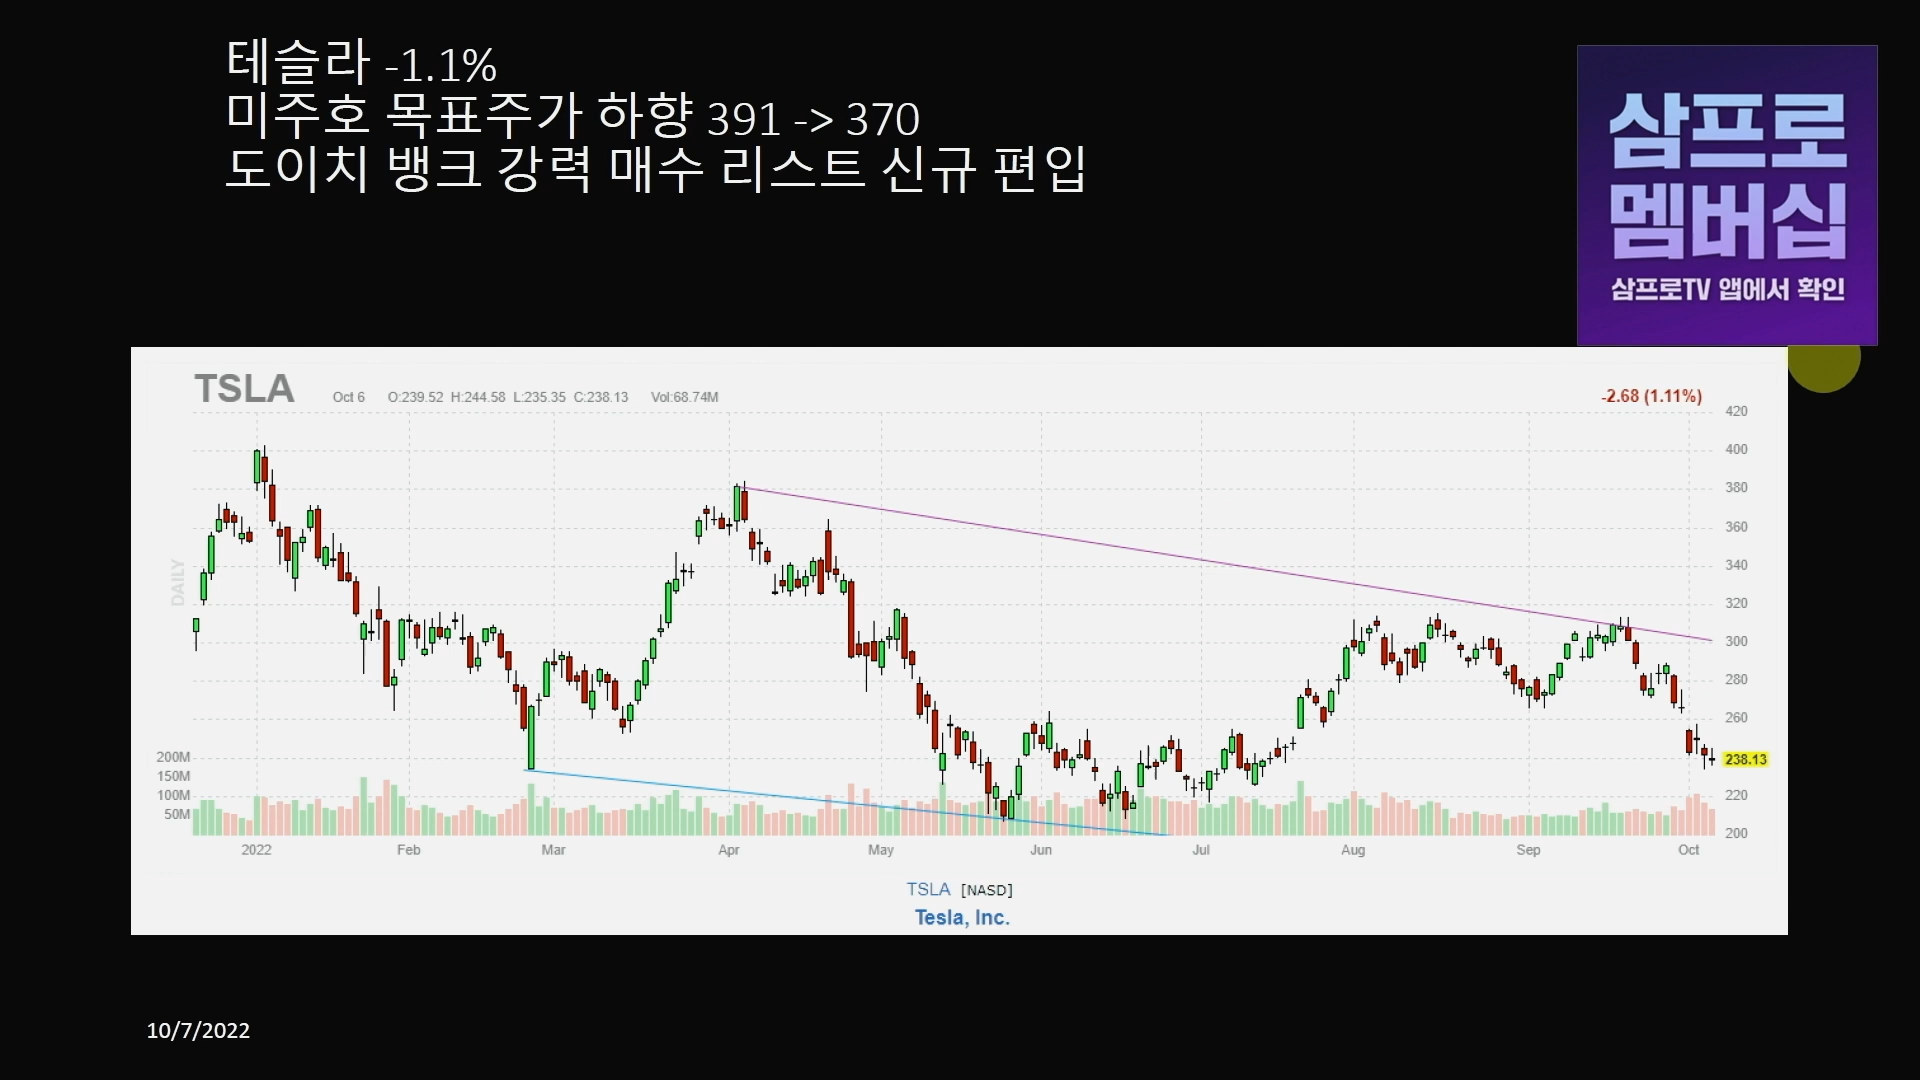 테슬라 -1.1%
미주호 목표주가 하향 391 -> 370
도이치 뱅크 강력 매수 리스트 신규 편입
삼프로
멤버십
삼프로TV 앱에서 확인
TSLA Oct 6 O:239.52 H:244.58 L:235.35 C:238.13 Vol:68.74M -2.68 (1.11%)
420
400
380
360
340
320
300
280
260
238.13
220
200
DAILY
200M
150M
100M
50M
2022 Feb Mar Apr May Jun Jul Aug Sep Oct
TSLA [NASD]
Tesla, Inc.
10/7/2022